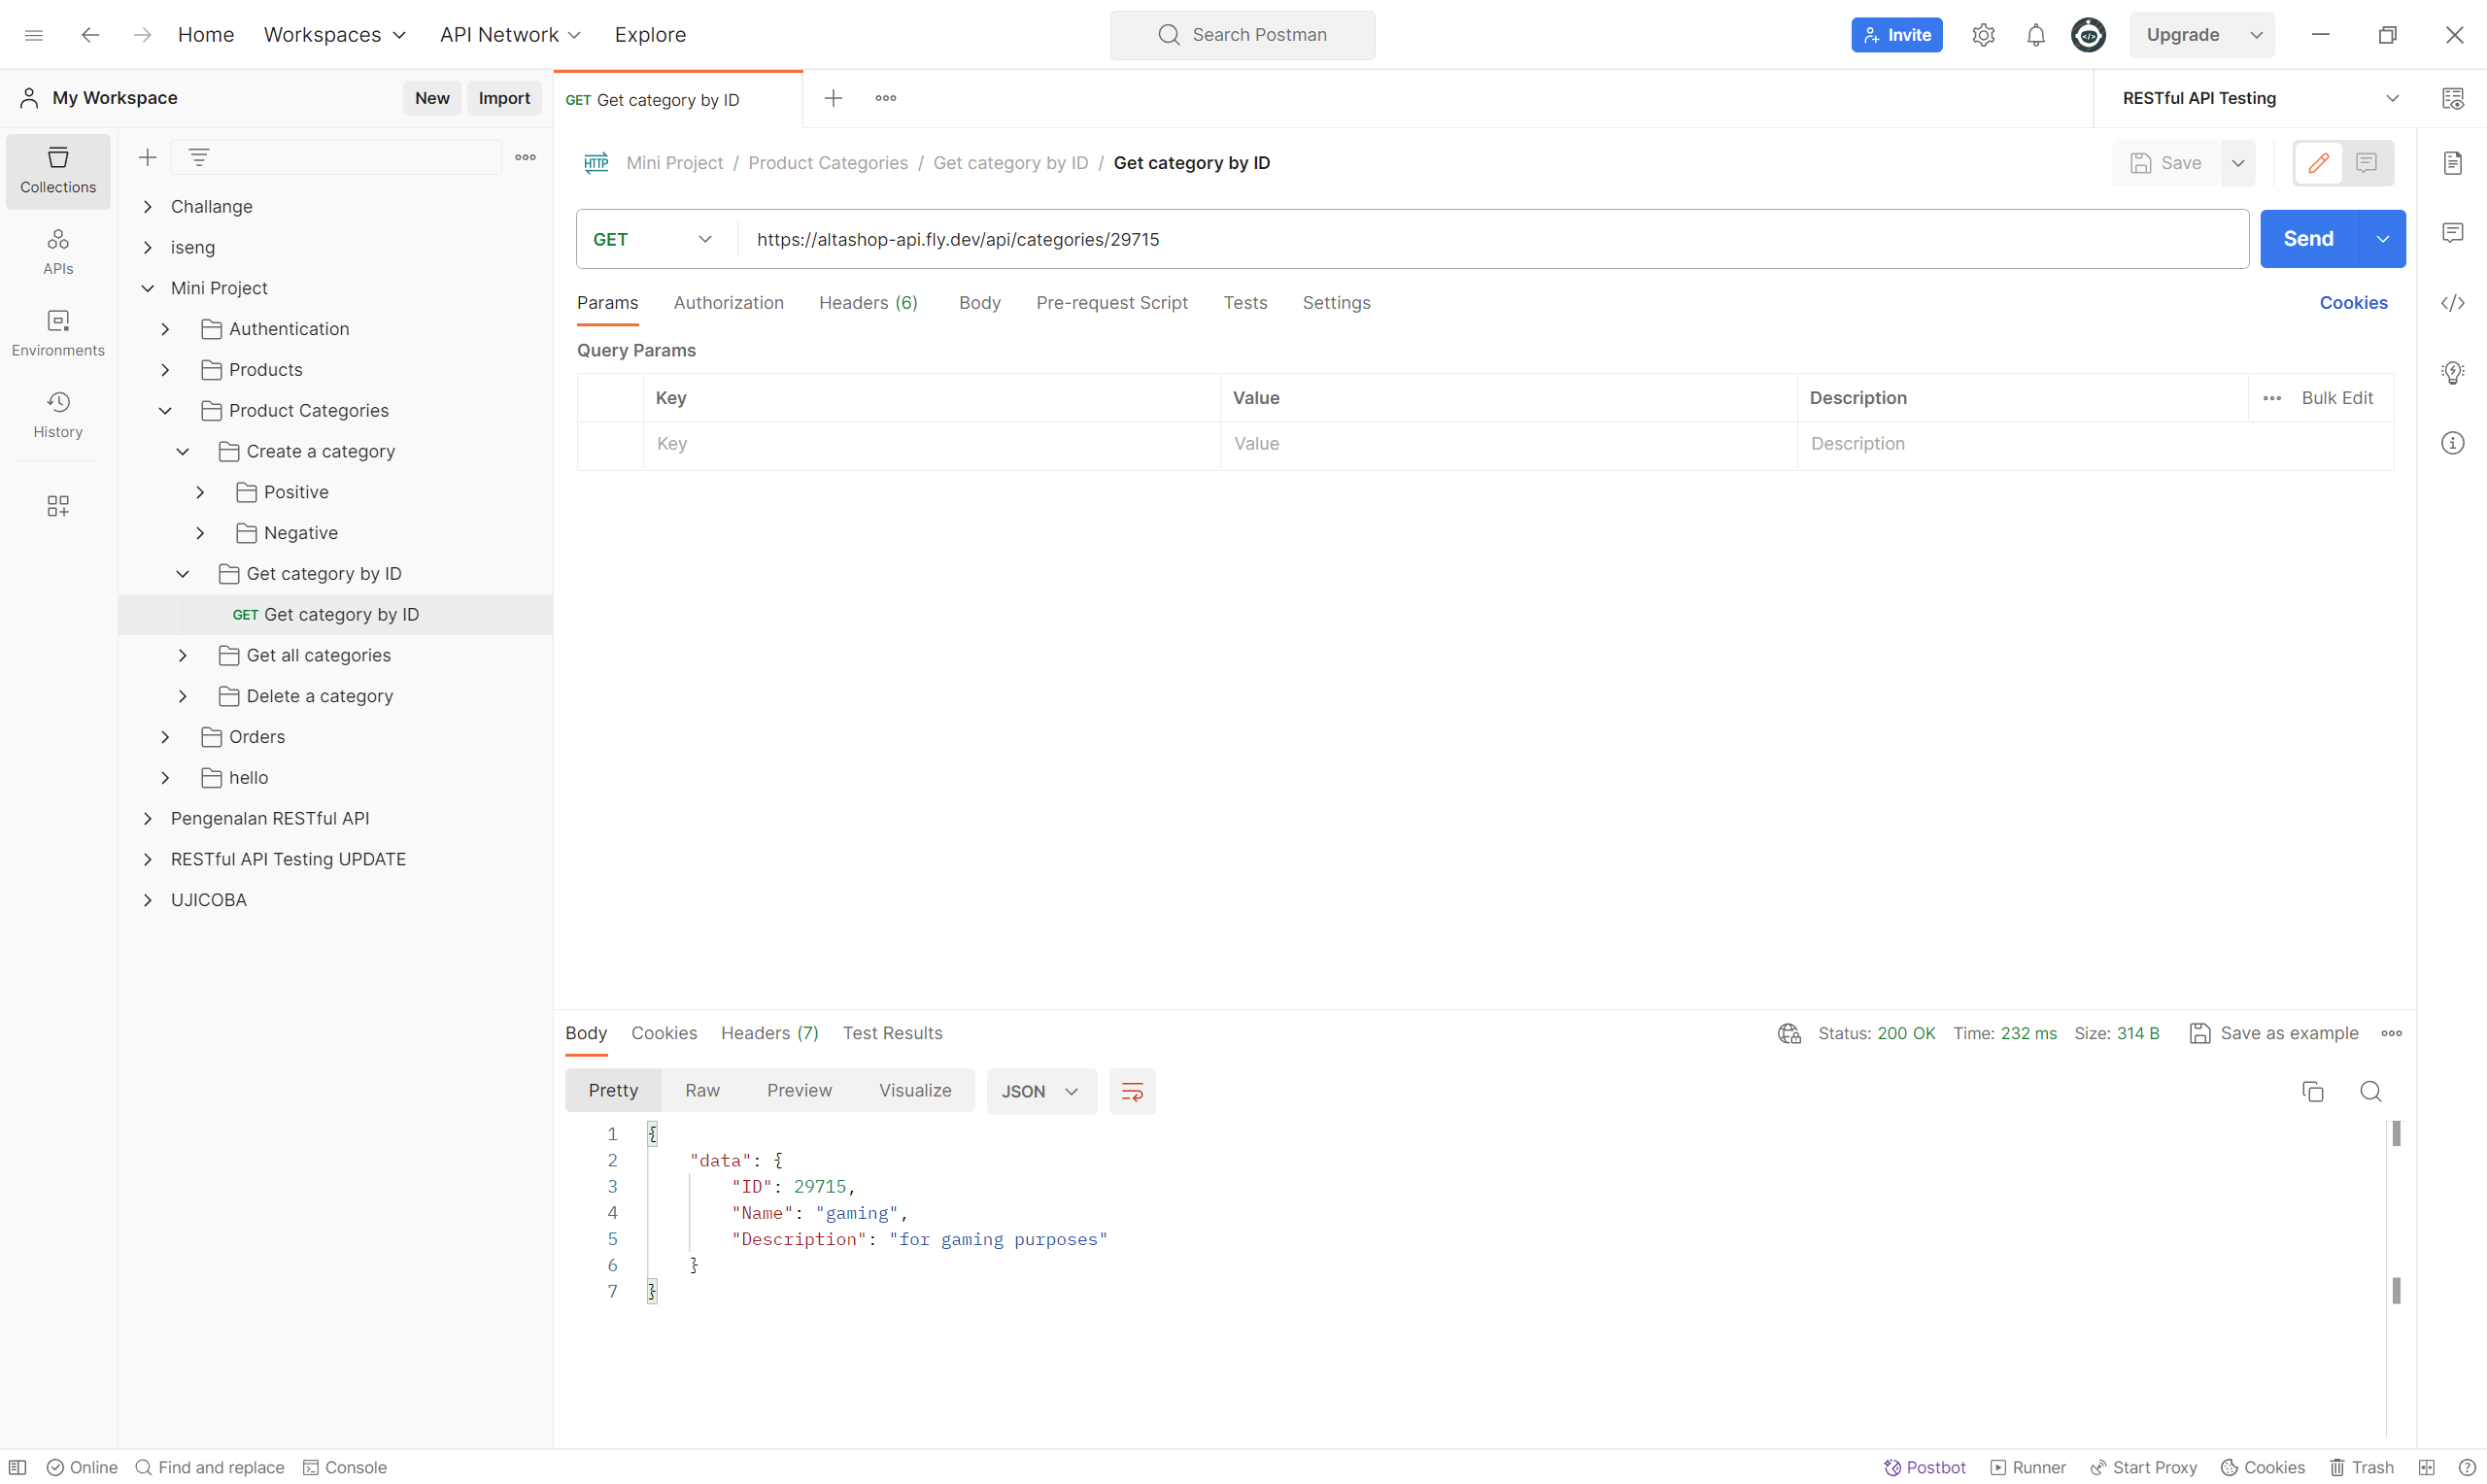 Home Workspaces API Network Explore Search Postman Invite Upgrade
My Workspace New Import GET Get category by ID RESTful API Testing
Collections
APIs
Environments
History
Challange
iseng
Mini Project
Authentication
Products
Product Categories
Create a category
Positive
Negative
Get category by ID
GET Get category by ID
Get all categories
Delete a category
Orders
hello
Pengenalan RESTful API
RESTful API Testing UPDATE
UJICOBA
HTTP Mini Project / Product Categories / Get category by ID / Get category by ID Save
GET https://altashop-api.fly.dev/api/categories/29715 Send
Params Authorization Headers (6) Body Pre-request Script Tests Settings Cookies
Query Params
Key Value Description Bulk Edit
Key Value Description
Body Cookies Headers (7) Test Results Status: 200 OK Time: 232 ms Size: 314 B Save as example
Pretty Raw Preview Visualize JSON
1 {
2 "data": {
3 "ID": 29715,
4 "Name": "gaming",
5 "Description": "for gaming purposes"
6 }
7 }
Online Find and replace Console Postbot Runner Start Proxy Cookies Trash